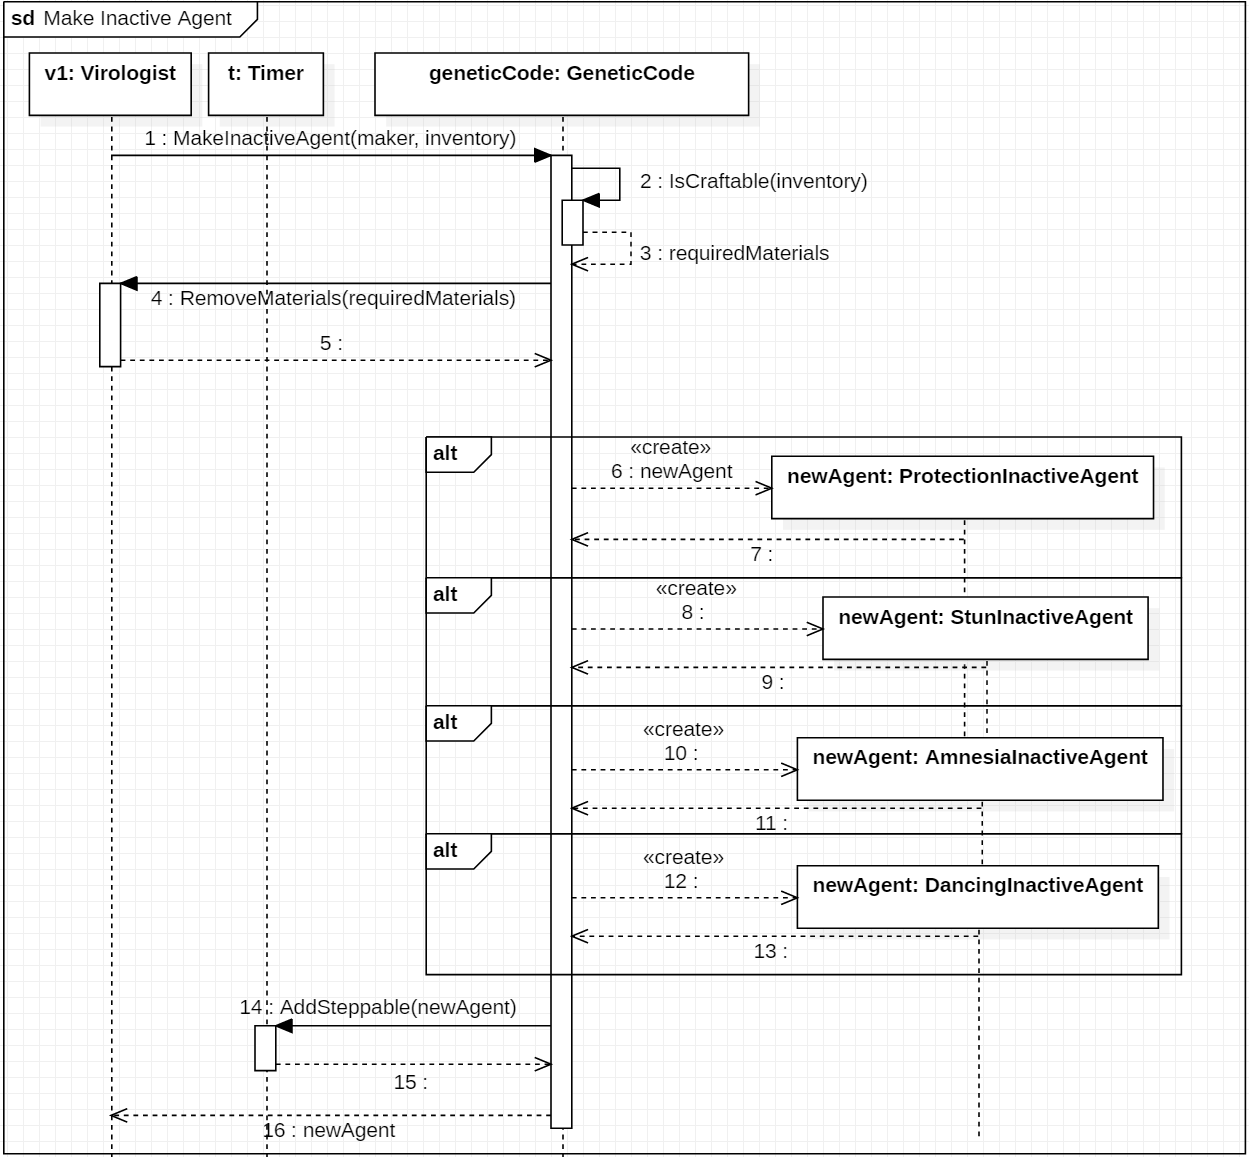 sd Make Inactive Agent
v1: Virologist
t: Timer
geneticCode: GeneticCode
1 : MakeInactiveAgent(maker, inventory)
2 : IsCraftable(inventory)
3 : requiredMaterials
4 : RemoveMaterials(requiredMaterials)
5 :
alt
«create»
6 : newAgent
newAgent: ProtectionInactiveAgent
7 :
alt
«create»
8 :
newAgent: StunInactiveAgent
9 :
alt
«create»
10 :
newAgent: AmnesiaInactiveAgent
11 :
alt
«create»
12 :
newAgent: DancingInactiveAgent
13 :
14 : AddSteppable(newAgent)
15 :
16 : newAgent